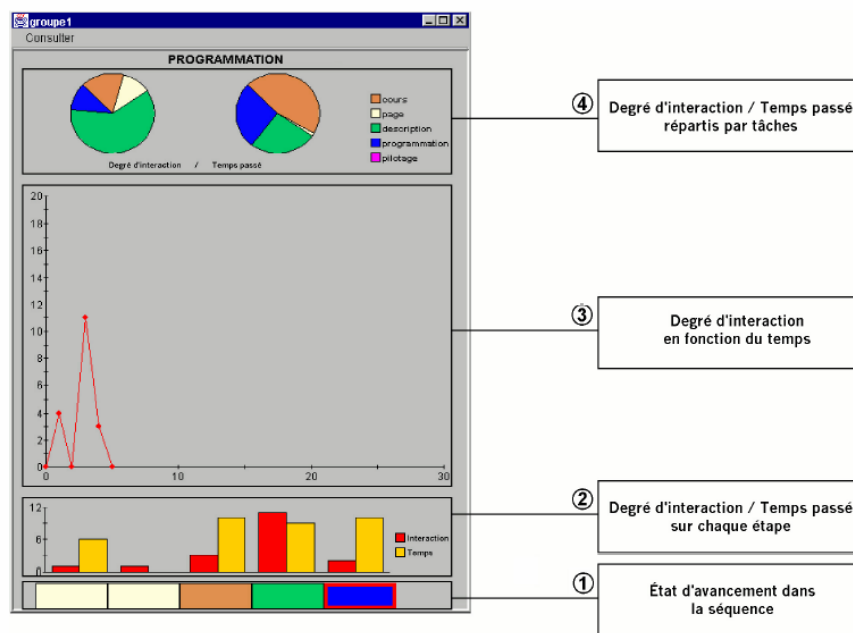 groupe1
Consulter
PROGRAMMATION
cours
page
description
programmation
pilotage
Degré d'interaction / Temps passé
20
18
16
14
12
10
8
6
4
2
0
0
10
20
30
12
6
0
Interaction
Temps
④
Degré d'interaction / Temps passé
répartis par tâches
③
Degré d'interaction
en fonction du temps
②
Degré d'interaction / Temps passé
sur chaque étape
①
État d'avancement dans
la séquence